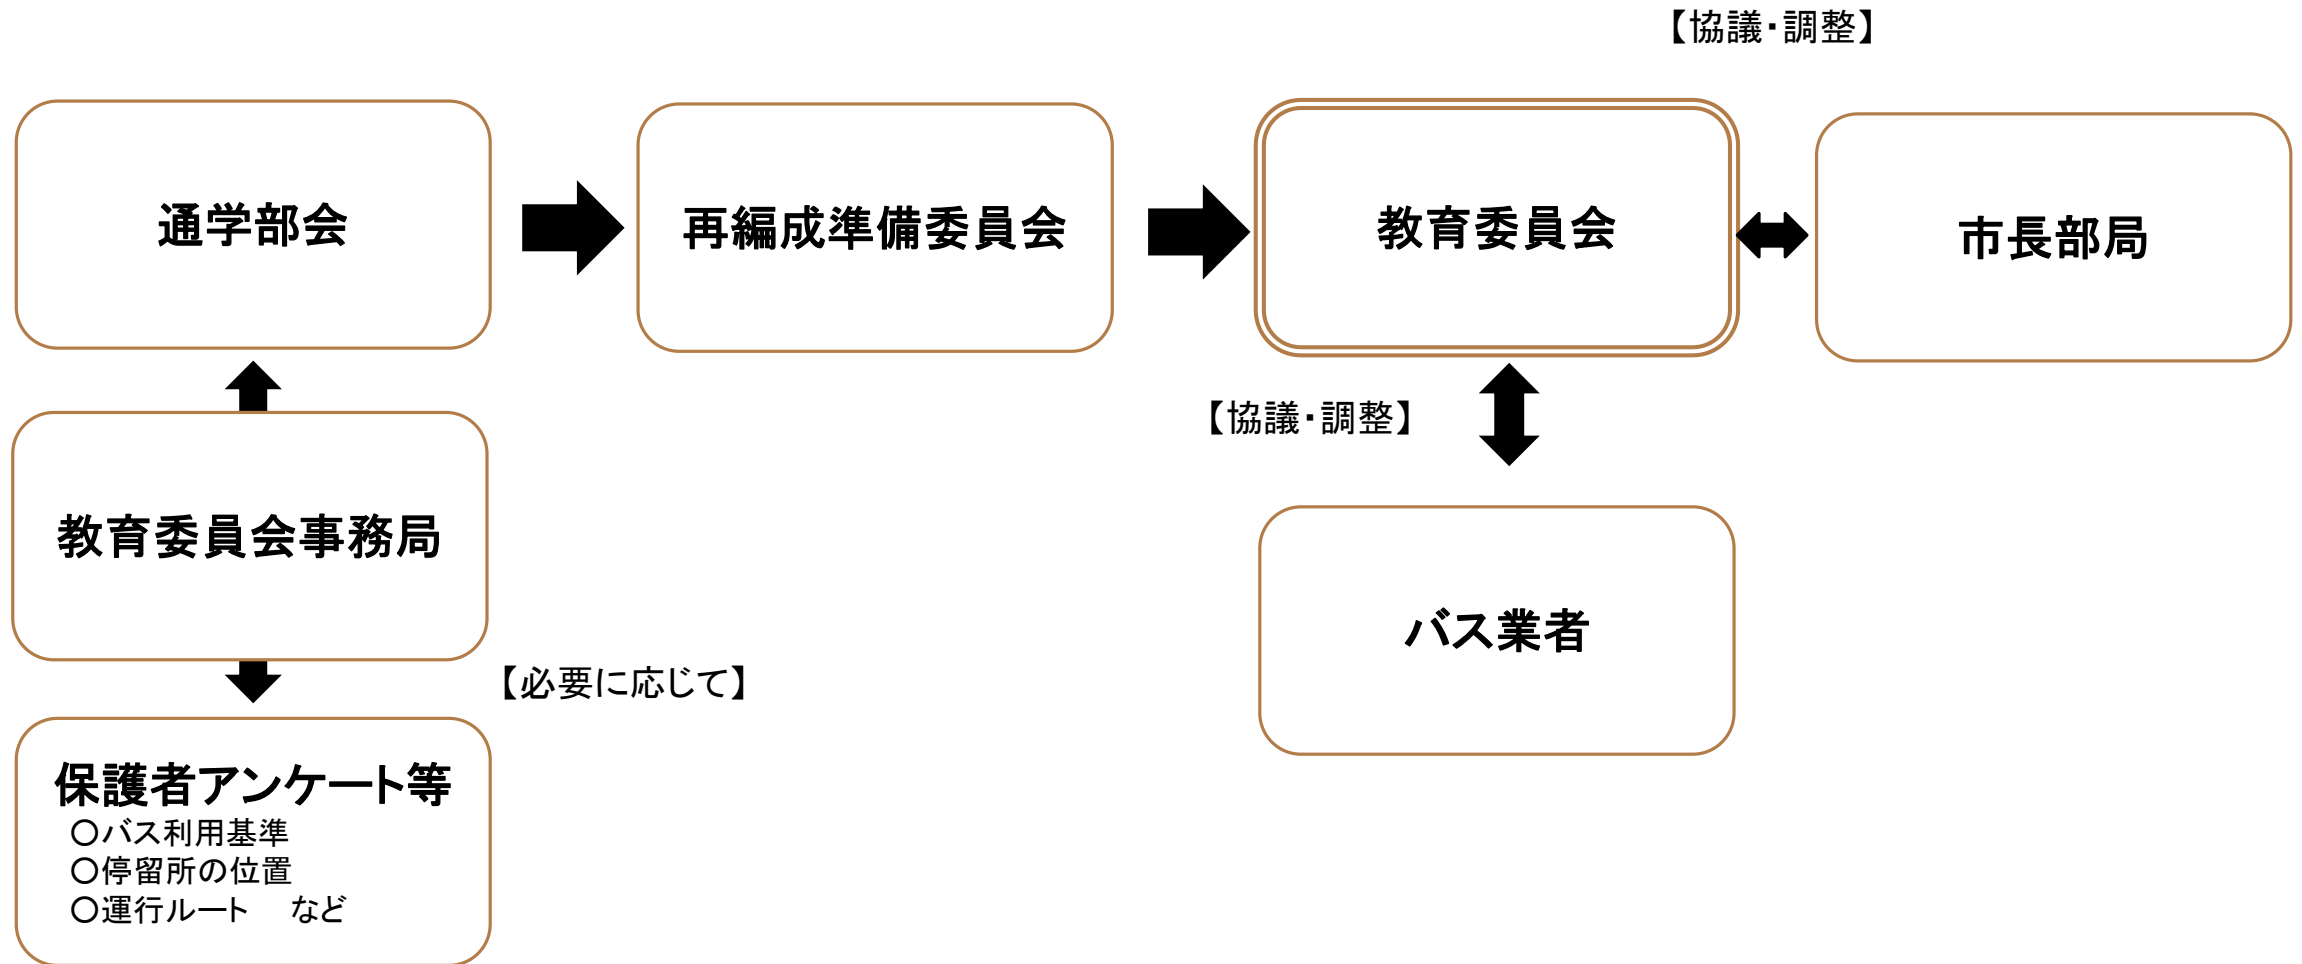 【協議・調整】
通学部会
再編成準備委員会
教育委員会
市長部局
【協議・調整】
教育委員会事務局
バス業者
【必要に応じて】
保護者アンケート等
〇バス利用基準
〇停留所の位置
〇運行ルート　など